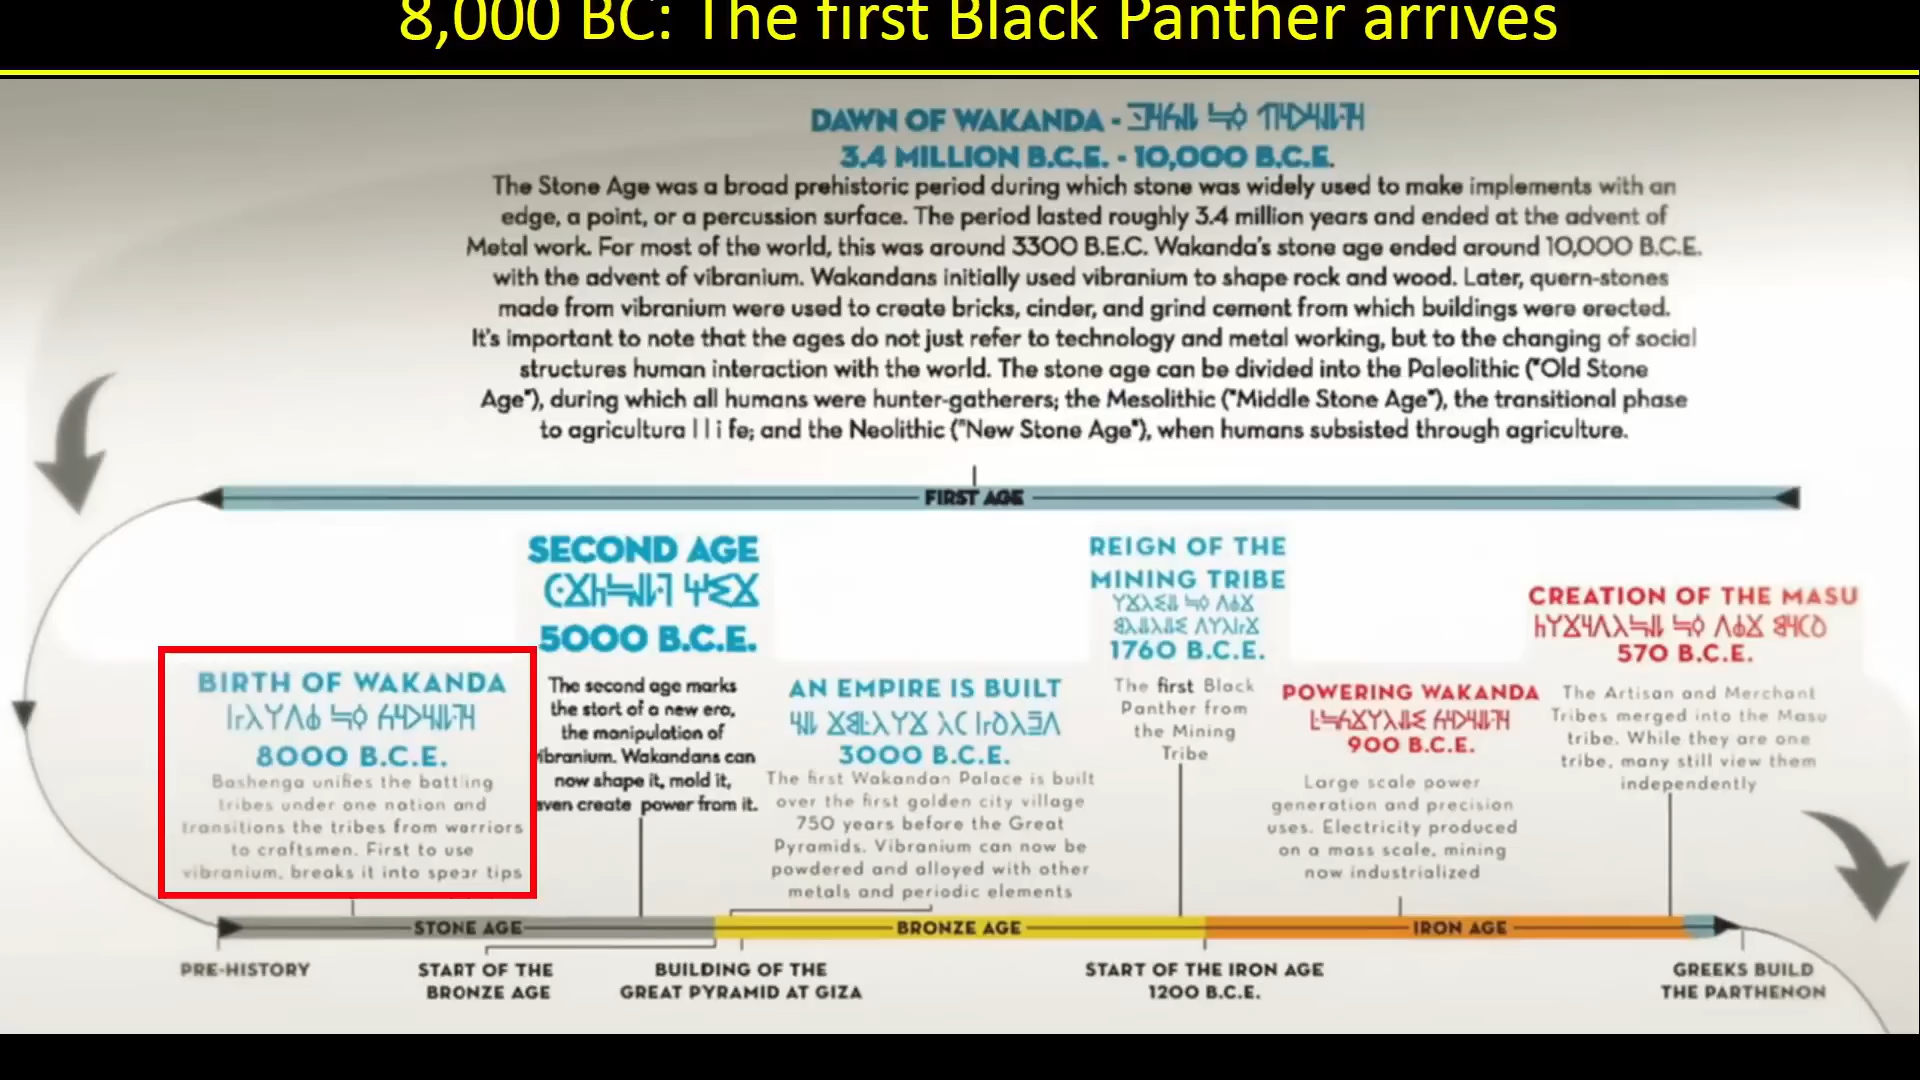 8,000 BC: The first Black Panther arrives
DAWN OF WAKANDA -
3.4 MILLION B.C.E. - 10,000 B.C.E.
The Stone Age was a broad prehistoric period during which stone was widely used to make implements with an
edge, a point, or a percussion surface. The period lasted roughly 3.4 million years and ended at the advent of
Metal work. For most of the world, this was around 3300 B.E.C. Wakanda's stone age ended around 10,000 B.C.E.
with the advent of vibranium. Wakandans initially used vibranium to shape rock and wood. Later, quern-stones
made from vibranium were used to create bricks, cinder, and grind cement from which buildings were erected.
It's important to note that the ages do not just refer to technology and metal working, but to the changing of social
structures human interaction with the world. The stone age can be divided into the Paleolithic ("Old Stone
Age"), during which all humans were hunter-gatherers; the Mesolithic ("Middle Stone Age"), the transitional phase
to agricultura l l i fe; and the Neolithic ("New Stone Age"), when humans subsisted through agriculture.
FIRST AGE
BIRTH OF WAKANDA
8000 B.C.E.
Bashenga unifies the battling
tribes under one nation and
transitions the tribes from warriors
to craftsmen. First to use
vibranium, breaks it into spear tips
SECOND AGE
5000 B.C.E.
The second age marks
the start of a new era,
the manipulation of
ibranium. Wakandans can
now shape it, mold it,
even create power from it.
AN EMPIRE IS BUILT
3000 B.C.E.
The first Wakandan Palace is built
over the first golden city village
750 years before the Great
Pyramids. Vibranium can now be
powdered and alloyed with other
metals and periodic elements
REIGN OF THE
MINING TRIBE
1760 B.C.E.
The first Black
Panther from
the Mining
Tribe
POWERING WAKANDA
900 B.C.E.
Large scale power
generation and precision
uses. Electricity produced
on a mass scale, mining
now industrialized
CREATION OF THE MASU
570 B.C.E.
The Artisan and Merchant
Tribes merged into the Masu
tribe. While they are one
tribe, many still view them
independently
STONE AGE
BRONZE AGE
IRON AGE
PRE-HISTORY
START OF THE
BRONZE AGE
BUILDING OF THE
GREAT PYRAMID AT GIZA
START OF THE IRON AGE
1200 B.C.E.
GREEKS BUILD
THE PARTHENON